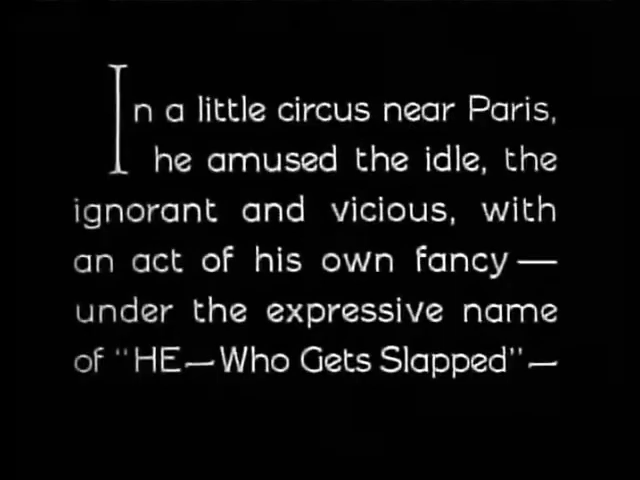 In a little circus near Paris,
he amused the idle, the
ignorant and vicious, with
an act of his own fancy —
under the expressive name
of "HE—Who Gets Slapped"—